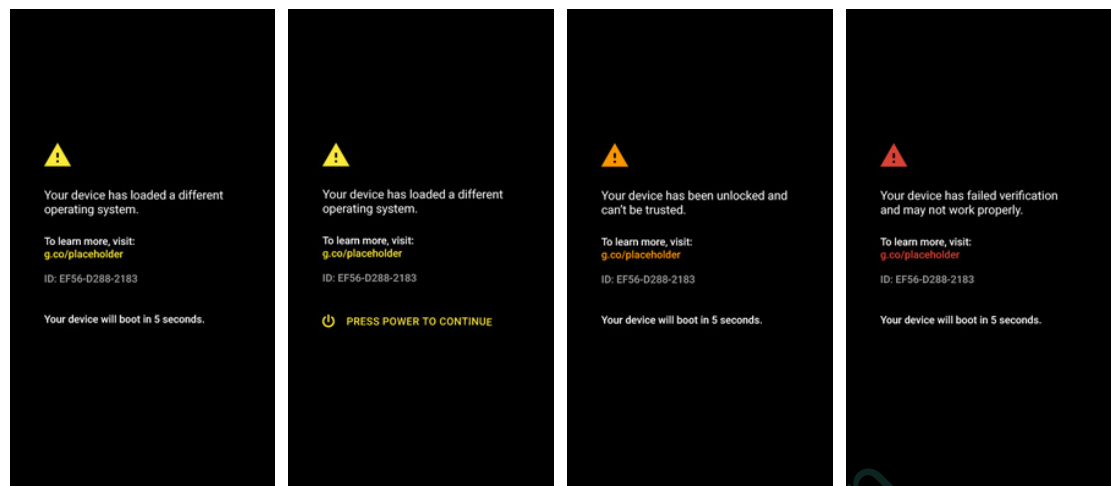 Your device has loaded a different
operating system.
To learn more, visit:
g.co/placeholder
ID: EF56-D288-2183
Your device will boot in 5 seconds.
Your device has loaded a different
operating system.
To learn more, visit:
g.co/placeholder
ID: EF56-D288-2183
PRESS POWER TO CONTINUE
Your device has been unlocked and
can't be trusted.
To learn more, visit:
g.co/placeholder
ID: EF56-D288-2183
Your device will boot in 5 seconds.
Your device has failed verification
and may not work properly.
To learn more, visit:
g.co/placeholder
ID: EF56-D288-2183
Your device will boot in 5 seconds.